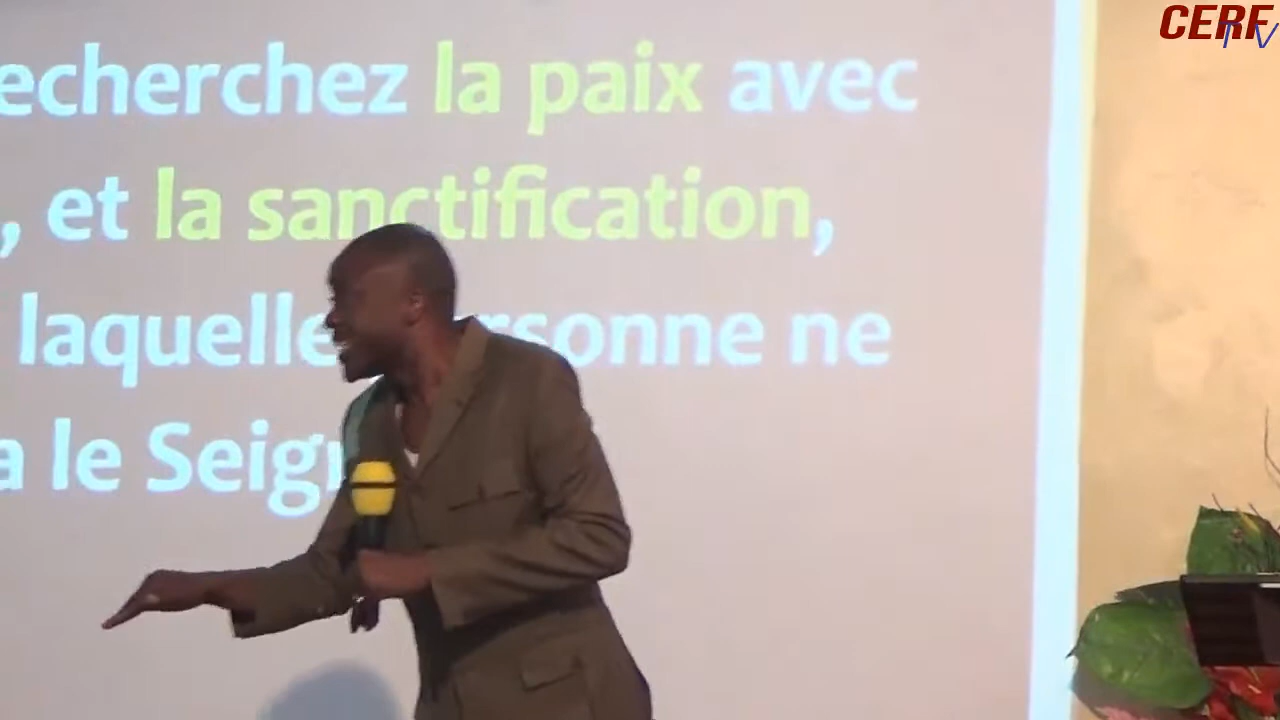 echerchez la paix avec
, et la sanctification,
laquelle rsonne ne
a le Seign
CERF
TV